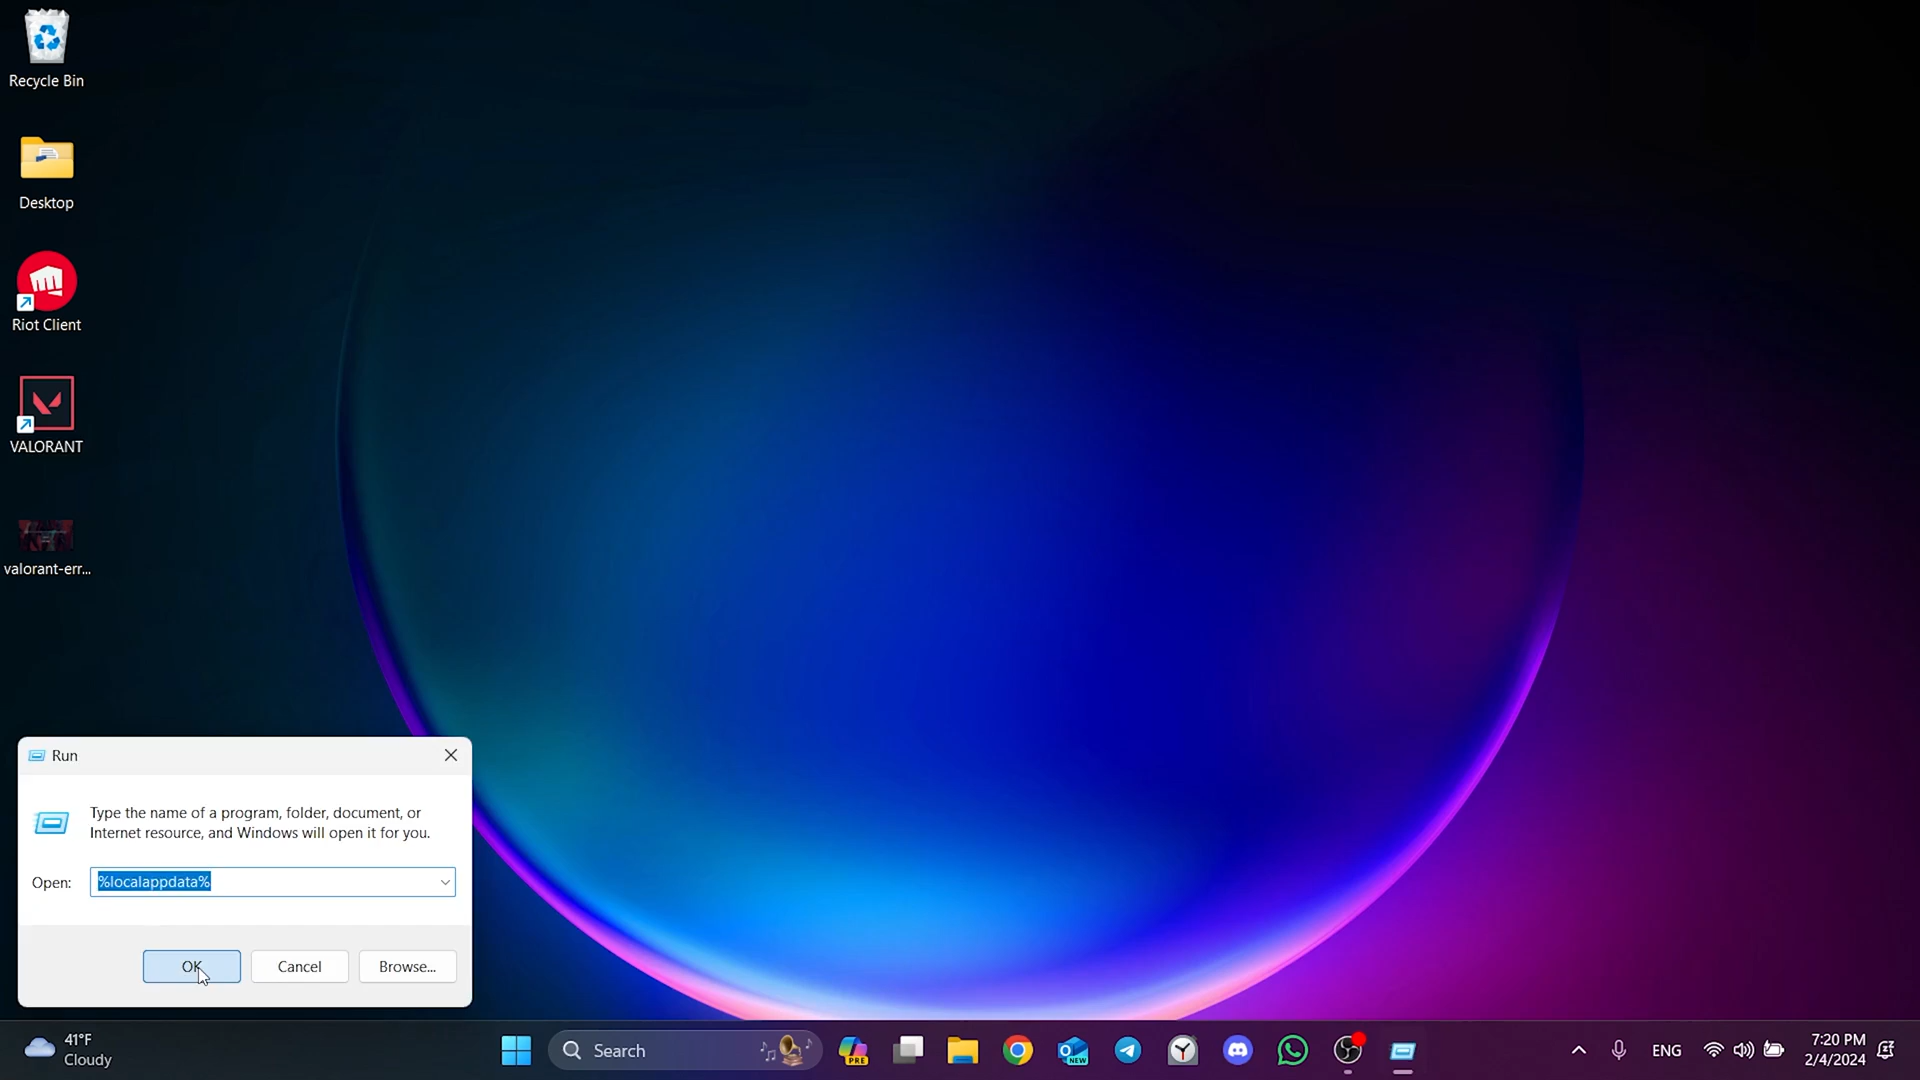 Recycle Bin
Desktop
Riot Client
VALORANT
valorant-err...
Run
Type the name of a program, folder, document, or
Internet resource, and Windows will open it for you.
Open:
%localappdata%
OK
Cancel
Browse...
41°F
Cloudy
Search
PRE
NEW
ENG
7:20 PM
2/4/2024